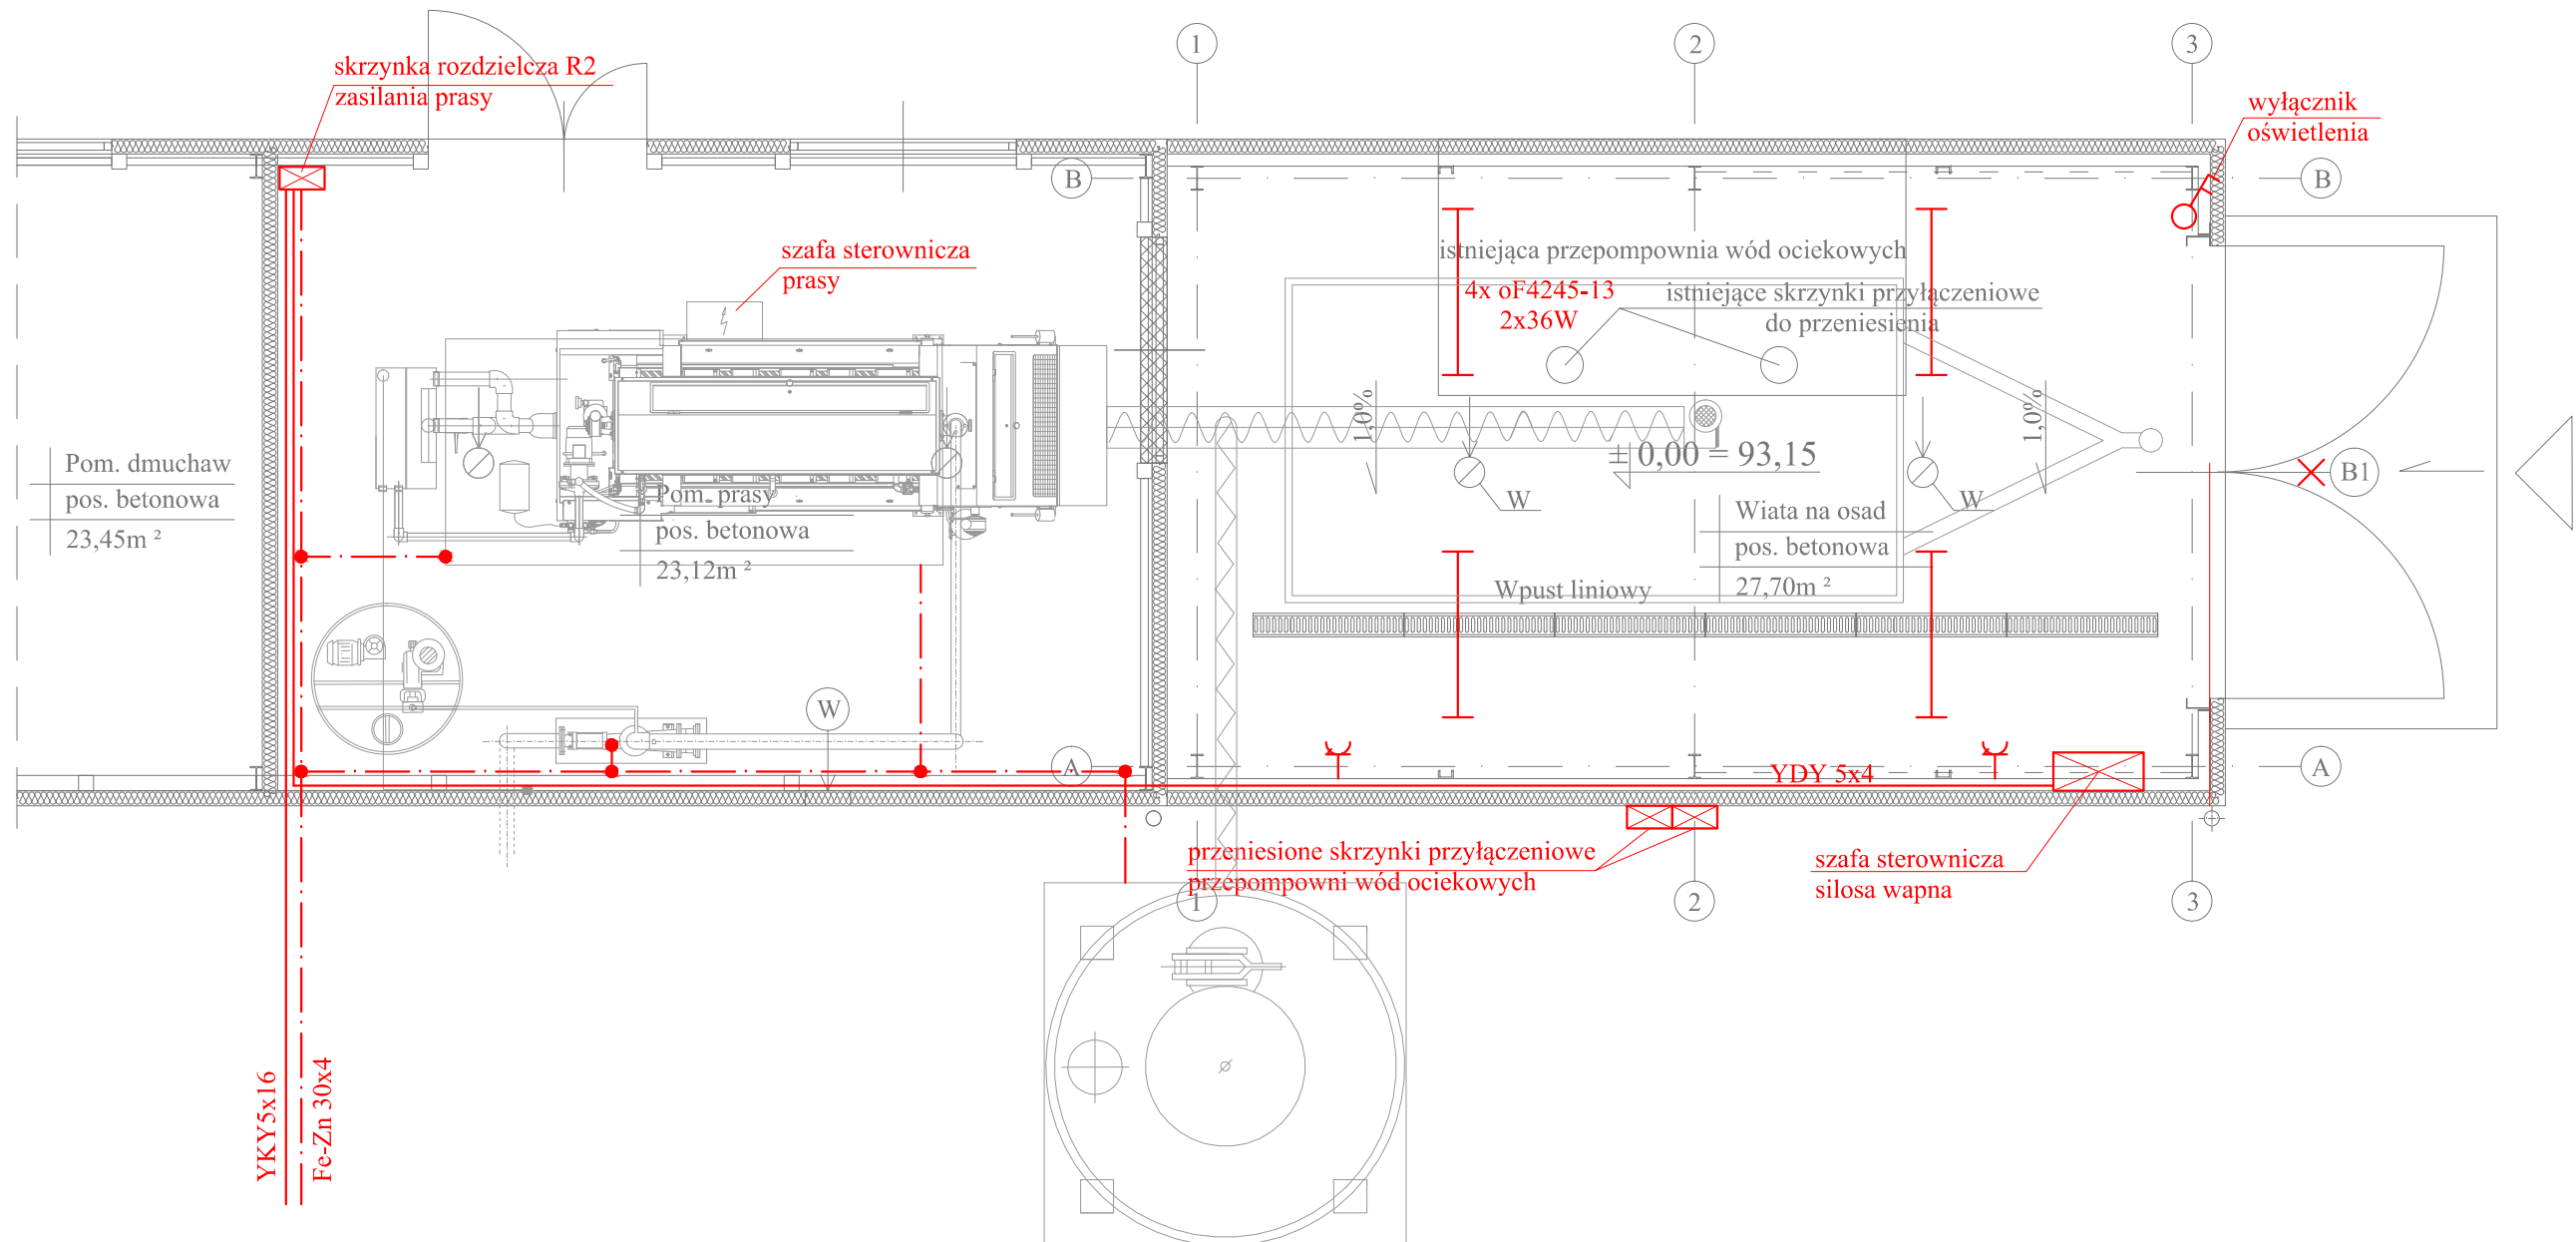 1
2
3
skrzynka rozdzielcza R2
zasilania prasy
wyłącznik
oświetlenia
B
B
szafa sterownicza
prasy
istniejąca przepompownia wód ociekowych
4x oF4245-13
2x36W
istniejące skrzynki przyłączeniowe
do przeniesienia
1,0%
1,0%
± 0,00 = 93,15
Pom. dmuchaw
pos. betonowa
23,45m ²
Pom. prasy
pos. betonowa
23,12m ²
W
W
B1
Wiata na osad
pos. betonowa
27,70m ²
Wpust liniowy
W
A
YDY 5x4
A
przeniesione skrzynki przyłączeniowe
przepompowni wód ociekowych
szafa sterownicza
silosa wapna
1
2
3
YKY5x16
Fe-Zn 30x4